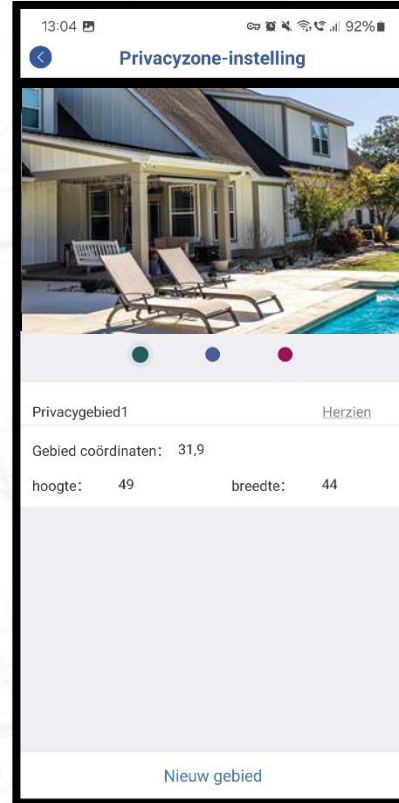 13:04 92%
Privacyzone-instelling
Privacygebied1 Herzien
Gebied coördinaten: 31,9
hoogte: 49 breedte: 44
Nieuw gebied